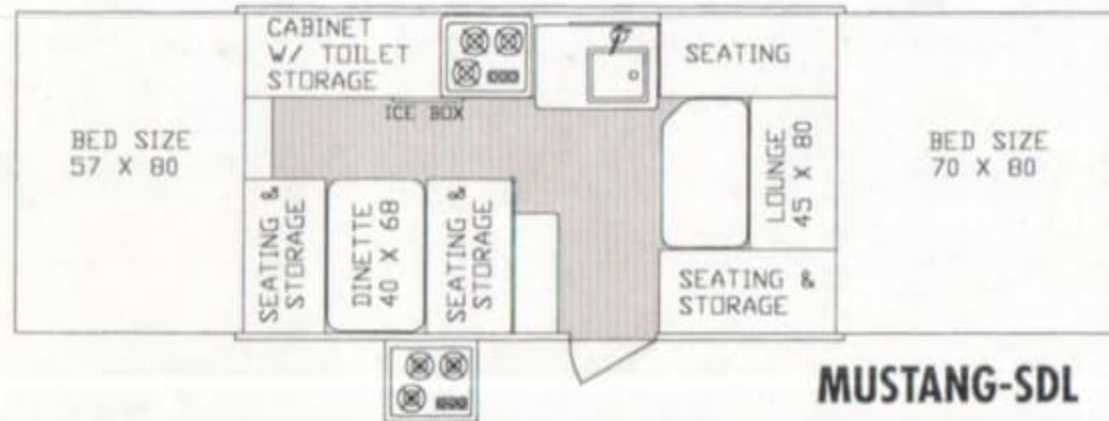 CABINET
W/ TOILET
STORAGE
SEATING
ICE BOX
BED SIZE
57 X 80
LOUNGE
45 X 80
BED SIZE
70 X 80
SEATING &
STORAGE
DINETTE
40 X 68
SEATING &
STORAGE
SEATING &
STORAGE
MUSTANG-SDL